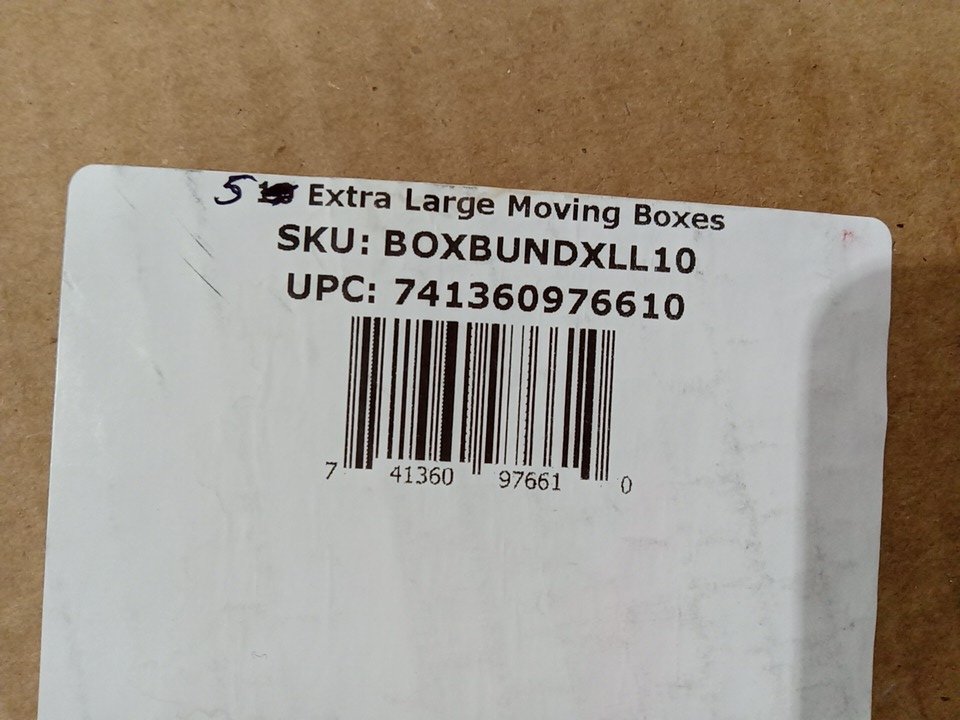 5 Extra Large Moving Boxes
SKU: BOXBUNDXLL10
UPC: 741360976610
7 41360 97661 0